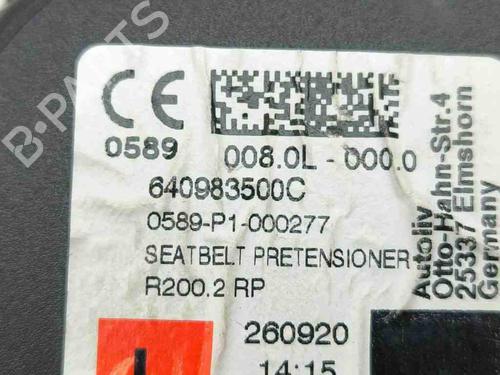 B-PARTS
CE
0589
008.0L - 000.0
640983500C
0589-P1-000277
SEATBELT PRETENSIONER
R200.2 RP
260920
14:15
Autoliv
Otto-Hahn-Str.4
25337 Elmshorn
Germany